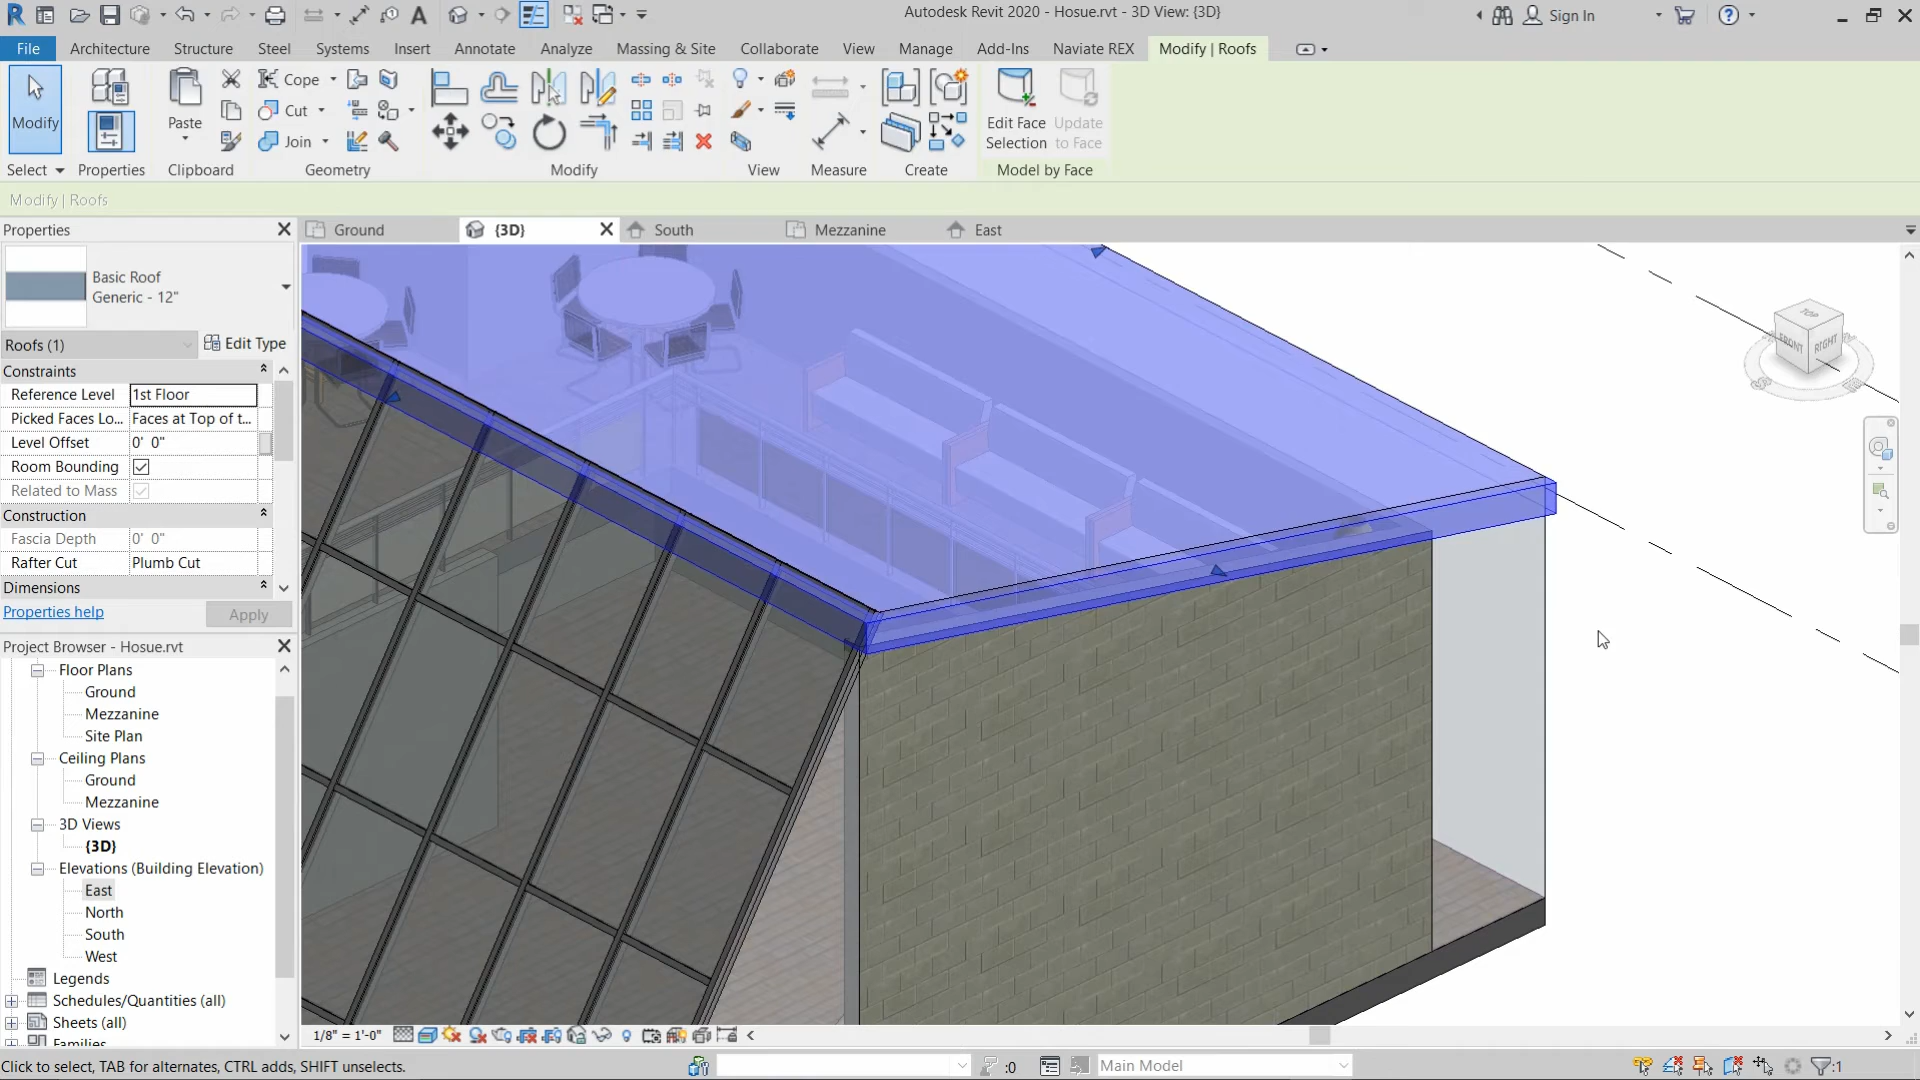 Autodesk Revit 2020 - Hosue.rvt - 3D View: {3D}
Sign In
File
Architecture
Structure
Steel
Systems
Insert
Annotate
Analyze
Massing & Site
Collaborate
View
Manage
Add-Ins
Naviate REX
Modify | Roofs
Modify
Paste
Cope
Cut
Join
Edit Face
Selection
Update
to Face
Select
Properties
Clipboard
Geometry
Modify
View
Measure
Create
Model by Face
Modify | Roofs
Properties
Ground
{3D}
South
Mezzanine
East
Basic Roof
Generic - 12"
Roofs (1)
Edit Type
Constraints
Reference Level
1st Floor
Picked Faces Lo...
Faces at Top of t...
Level Offset
0' 0"
Room Bounding
Related to Mass
Construction
Fascia Depth
0' 0"
Rafter Cut
Plumb Cut
Dimensions
Properties help
Apply
Project Browser - Hosue.rvt
Floor Plans
Ground
Mezzanine
Site Plan
Ceiling Plans
Ground
Mezzanine
3D Views
{3D}
Elevations (Building Elevation)
East
North
South
West
Legends
Schedules/Quantities (all)
Sheets (all)
Families
TOP
FRONT
RIGHT
1/8" = 1'-0"
Click to select, TAB for alternates, CTRL adds, SHIFT unselects.
:0
Main Model
:1